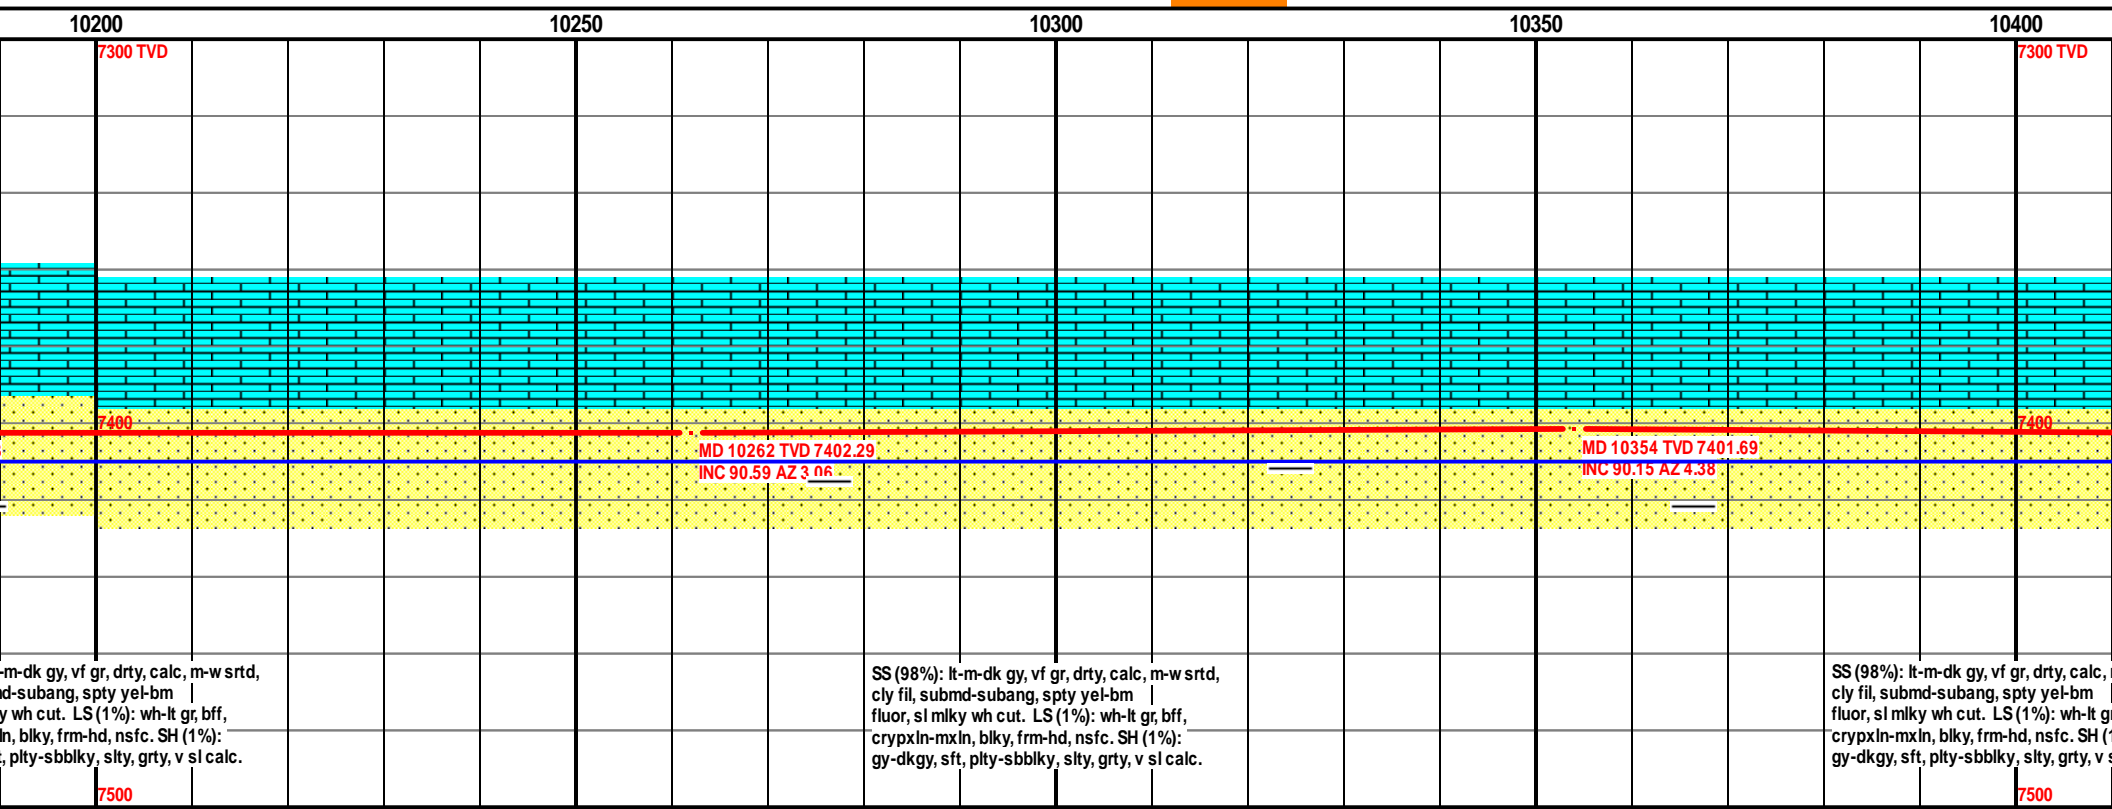 10200 10250 10300 10350 10400
7300 TVD 7300 TVD
7400 7400
MD 10262 TVD 7402.29
INC 90.59 AZ 3.06
MD 10354 TVD 7401.69
INC 90.15 AZ 4.38
-m-dk gy, vf gr, drty, calc, m-w srtd,
d-subang, spty yel-bm
y wh cut. LS (1%): wh-lt gr, bff,
ln, blky, frm-hd, nsfc. SH (1%):
, plty-sbblky, slty, grty, v sl calc.
SS (98%): lt-m-dk gy, vf gr, drty, calc, m-w srtd,
cly fil, submd-subang, spty yel-bm
fluor, sl mlky wh cut. LS (1%): wh-lt gr, bff,
crypxln-mxln, blky, frm-hd, nsfc. SH (1%):
gy-dkgy, sft, plty-sbblky, slty, grty, v sl calc.
SS (98%): lt-m-dk gy, vf gr, drty, calc,
cly fil, submd-subang, spty yel-bm
fluor, sl mlky wh cut. LS (1%): wh-lt g
crypxln-mxln, blky, frm-hd, nsfc. SH (1
gy-dkgy, sft, plty-sbblky, slty, grty, v s
7500 7500